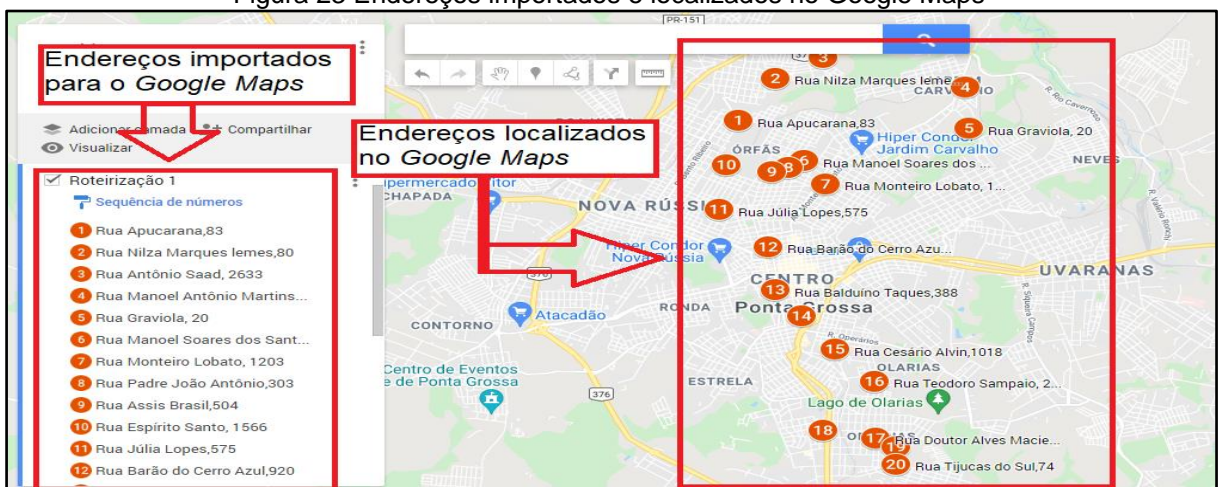 Figura 28 Endereços importados e localizados no Google Maps
PR-151
Endereços importados
para o Google Maps
Adicionar camada
Compartilhar
Visualizar
Roteirização 1
Sequência de números
1 Rua Apucarana,83
2 Rua Nilza Marques lemes,80
3 Rua Antônio Saad, 2633
4 Rua Manoel Antônio Martins...
5 Rua Graviola, 20
6 Rua Manoel Soares dos Sant...
7 Rua Monteiro Lobato, 1203
8 Rua Padre João Antônio,303
9 Rua Assis Brasil,504
10 Rua Espírito Santo, 1566
11 Rua Júlia Lopes,575
12 Rua Barão do Cerro Azul,920
Endereços localizados
no Google Maps
3
2 Rua Nilza Marques leme
4
CARV
1 Rua Apucarana,83
5 Rua Graviola, 20
Hiper Condor
Jardim Carvalho
ÓRFÃS
NEVES
10
9
8
6
Rua Manoel Soares dos ...
7 Rua Monteiro Lobato, 1...
CHAPADA
NOVA RÚSSI
11 Rua Júlia Lopes,575
Hiper Condor
Nova Rússia
12 Rua Barão do Cerro Azu...
376
CENTRO
UVARANAS
13 Rua Balduíno Taques,388
RONDA
Ponta Grossa
14
Atacadão
CONTORNO
R. Operários
15 Rua Cesário Alvin,1018
OLARIAS
Centro de Eventos
e de Ponta Grossa
376
ESTRELA
16 Rua Teodoro Sampaio, 2...
Lago de Olarias
18
17
19
Rua Doutor Alves Macie...
20 Rua Tijucas do Sul,74